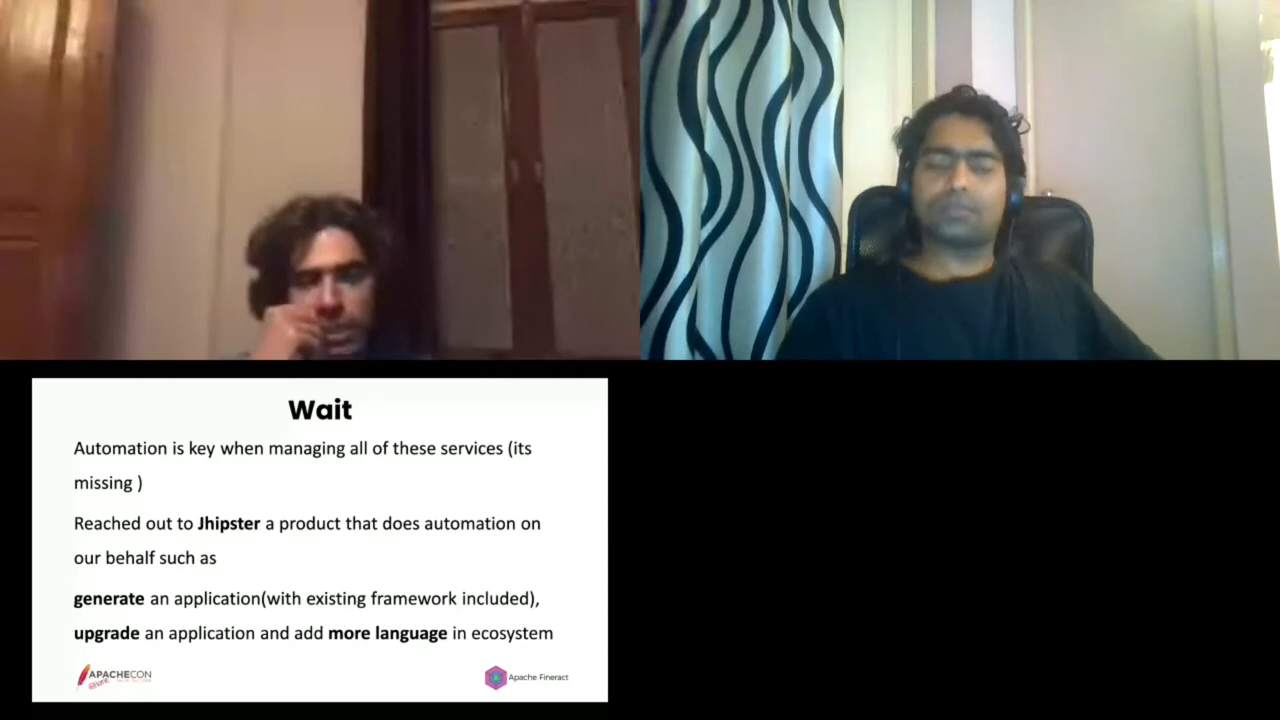 Wait
Automation is key when managing all of these services (its
missing )
Reached out to Jhipster a product that does automation on
our behalf such as
generate an application(with existing framework included),
upgrade an application and add more language in ecosystem
APACHECON
@Home
Apache Fineract